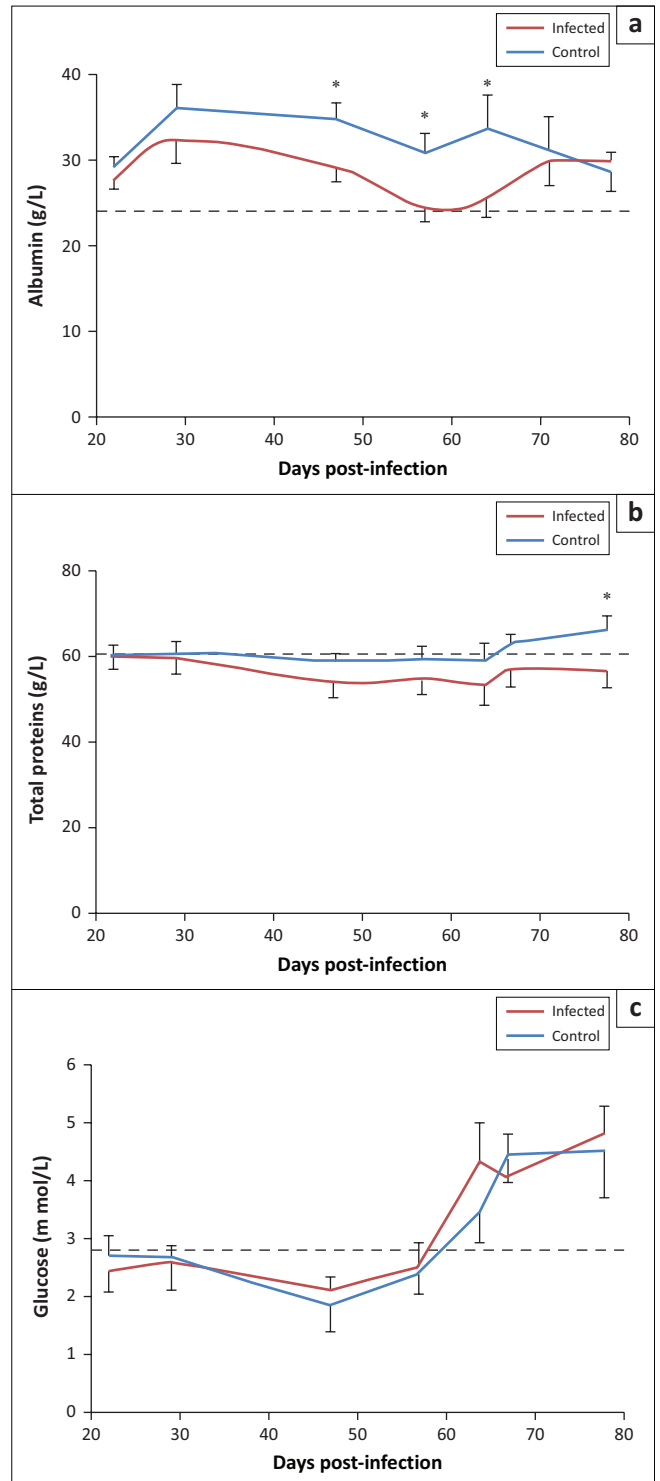 Infected
Control
a
40
30
20
10
0
*
*
*
Albumin (g/L)
20 30 40 50 60 70 80
Days post-infection
Infected
Control
b
80
60
40
20
0
*
Total proteins (g/L)
20 30 40 50 60 70 80
Days post-infection
Infected
Control
c
6
5
4
3
2
1
0
Glucose (m mol/L)
20 30 40 50 60 70 80
Days post-infection